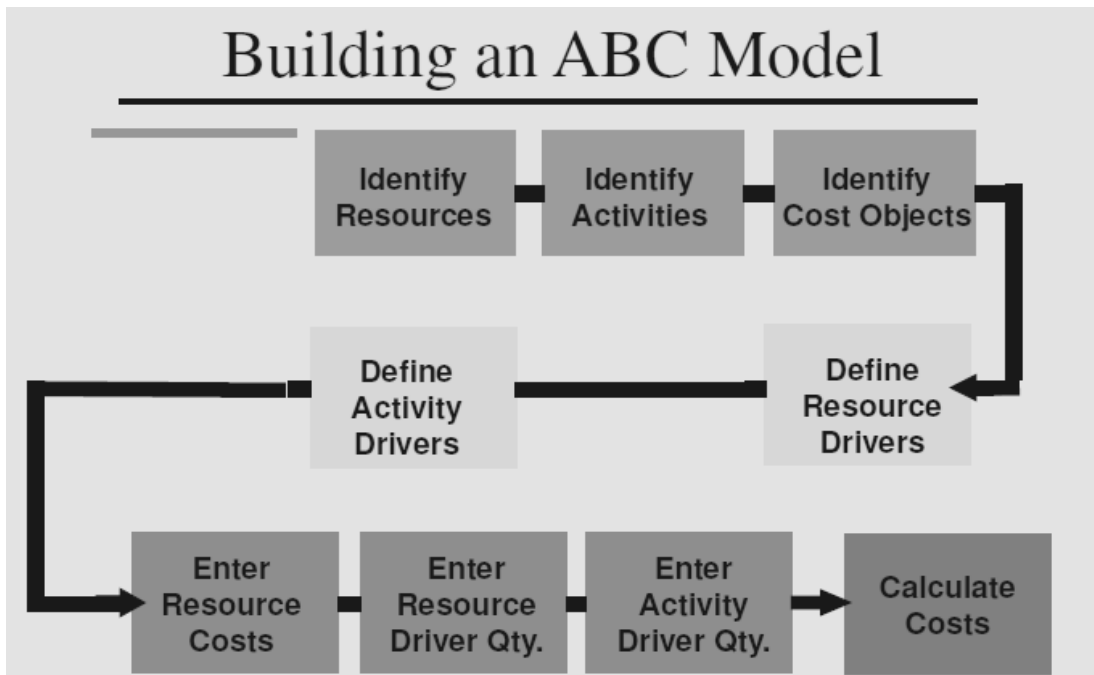 Building an ABC Model
Identify
Resources
Identify
Activities
Identify
Cost Objects
Define
Resource
Drivers
Define
Activity
Drivers
Enter
Resource
Costs
Enter
Resource
Driver Qty.
Enter
Activity
Driver Qty.
Calculate
Costs